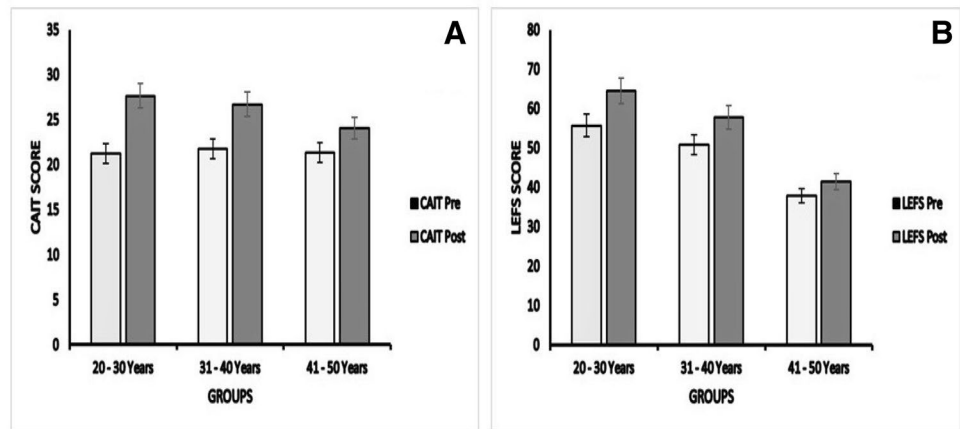 A
35
30
25
20
15
10
5
0
CAIT SCORE
20 - 30 Years
31 - 40 Years
41 - 50 Years
GROUPS
CAIT Pre
CAIT Post
B
80
70
60
50
40
30
20
10
0
LEFS SCORE
20 - 30 Years
31 - 40 Years
41 - 50 Years
GROUPS
LEFS Pre
LEFS Post